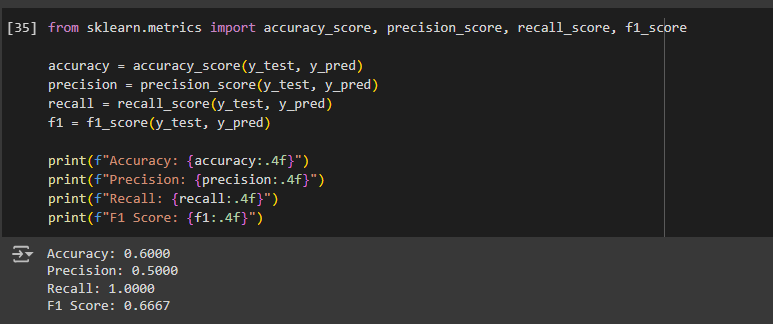 [35] from sklearn.metrics import accuracy_score, precision_score, recall_score, f1_score
accuracy = accuracy_score(y_test, y_pred)
precision = precision_score(y_test, y_pred)
recall = recall_score(y_test, y_pred)
f1 = f1_score(y_test, y_pred)
print(f"Accuracy: {accuracy:.4f}")
print(f"Precision: {precision:.4f}")
print(f"Recall: {recall:.4f}")
print(f"F1 Score: {f1:.4f}")
Accuracy: 0.6000
Precision: 0.5000
Recall: 1.0000
F1 Score: 0.6667